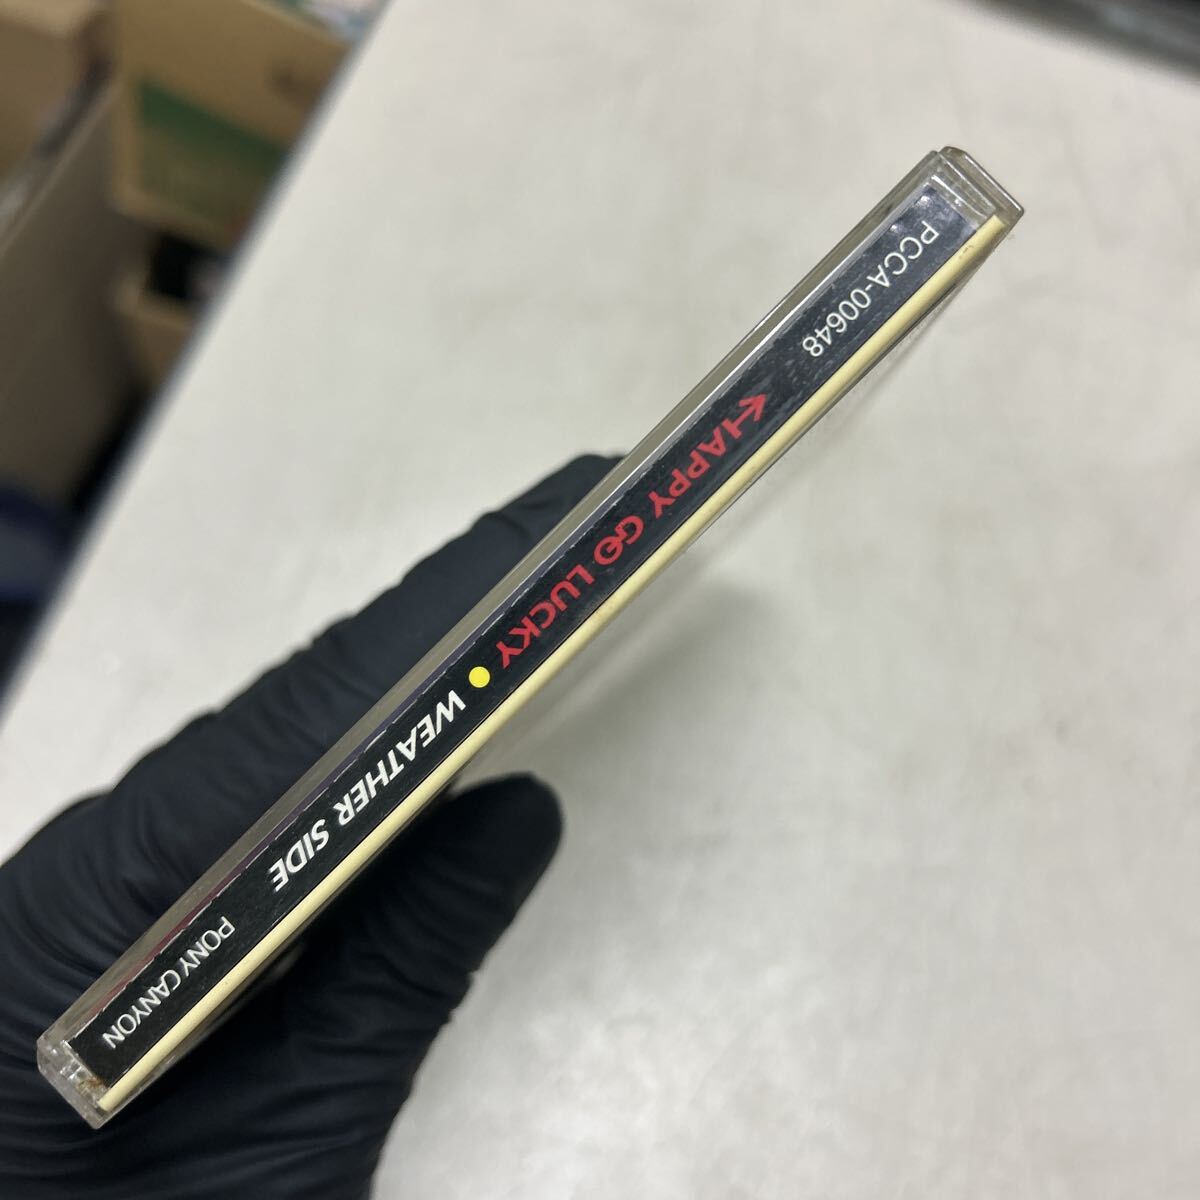 PCCA-00648 HAPPY GO LUCKY ● WEATHER SIDE PONY CANYON